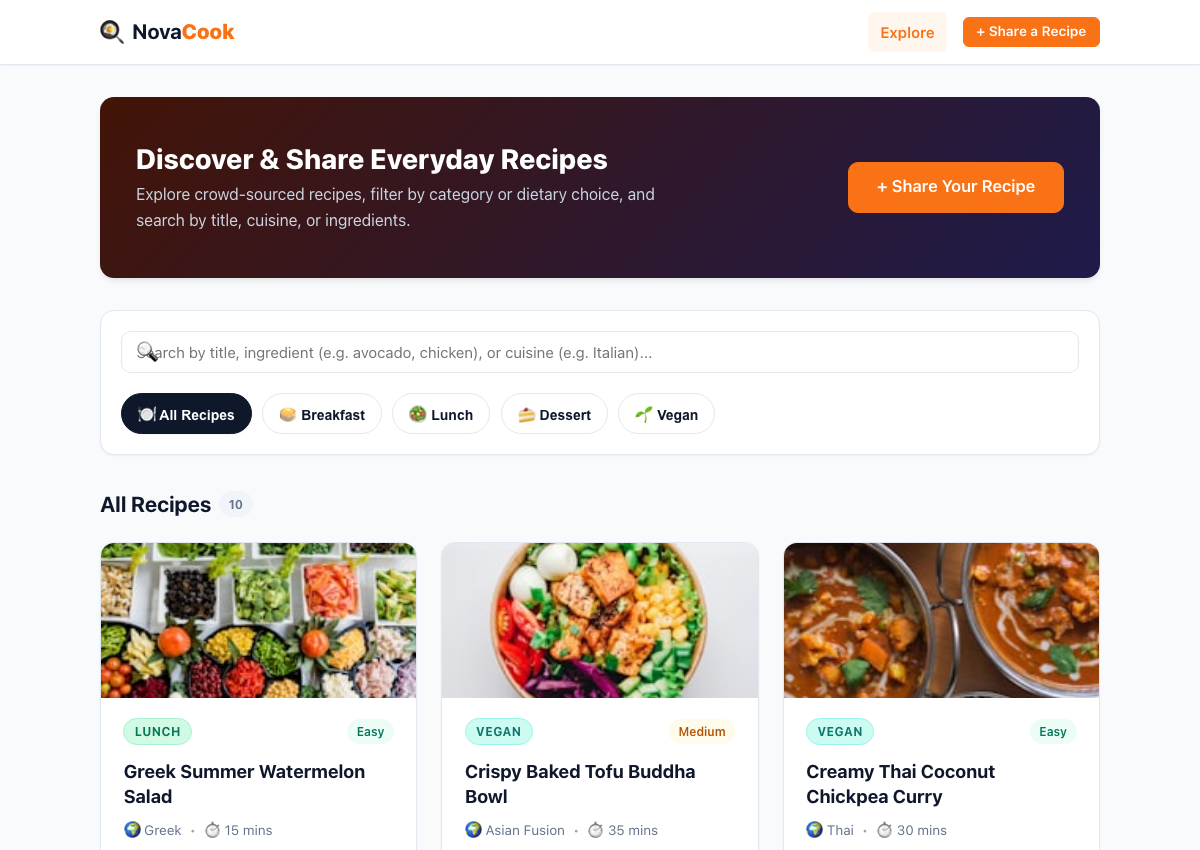 NovaCook
Explore
+ Share a Recipe
Discover & Share Everyday Recipes
Explore crowd-sourced recipes, filter by category or dietary choice, and
search by title, cuisine, or ingredients.
+ Share Your Recipe
Search by title, ingredient (e.g. avocado, chicken), or cuisine (e.g. Italian)...
All Recipes
Breakfast
Lunch
Dessert
Vegan
All Recipes 10
LUNCH
Easy
Greek Summer Watermelon
Salad
Greek • 15 mins
VEGAN
Medium
Crispy Baked Tofu Buddha
Bowl
Asian Fusion • 35 mins
VEGAN
Easy
Creamy Thai Coconut
Chickpea Curry
Thai • 30 mins